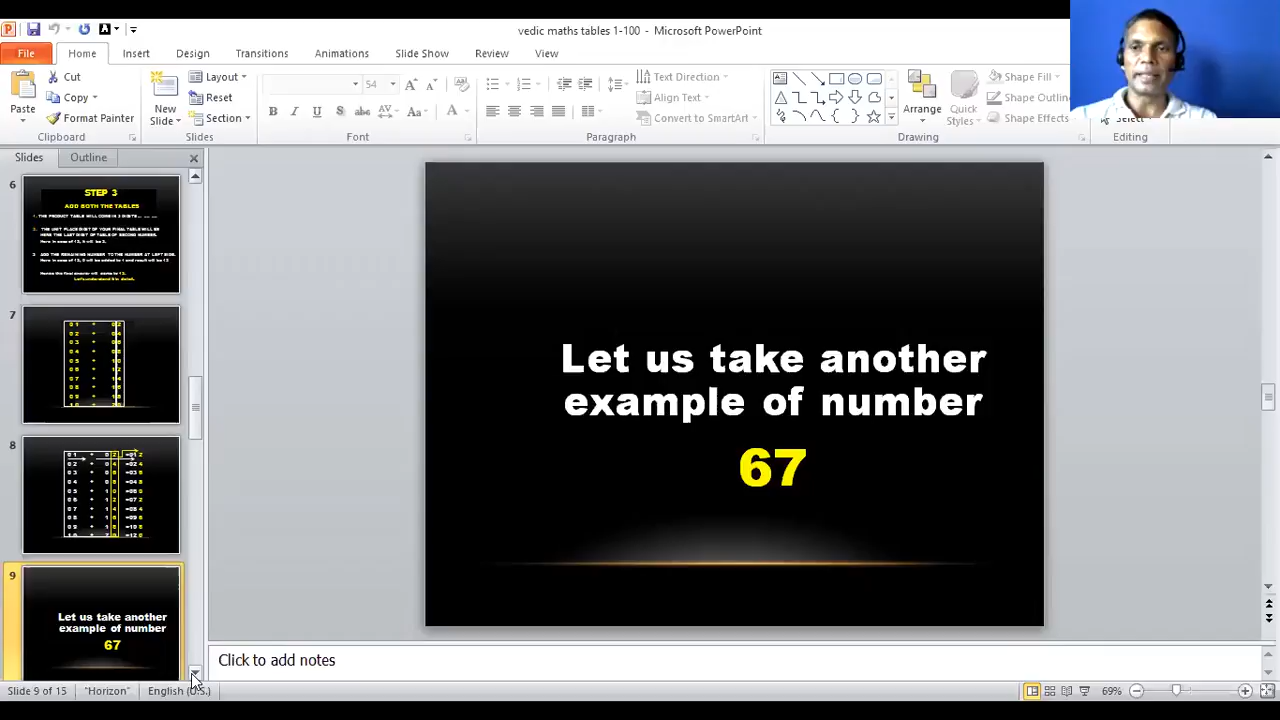 vedic maths tables 1-100 - Microsoft PowerPoint
File Home Insert Design Transitions Animations Slide Show Review View
Cut
Copy
Format Painter
Paste
New
Slide
Layout
Reset
Section
54
Text Direction
Align Text
Convert to SmartArt
Arrange
Quick
Styles
Shape Fill
Shape Outlin
Shape Effects
Select
Clipboard Slides Font Paragraph Drawing Editing
Slides Outline
6
STEP 3
ADD BOTH THE TABLES
7
8
9
Let us take another
example of number
67
Let us take another
example of number
67
Click to add notes
Slide 9 of 15 "Horizon" English (U.S.) 69%